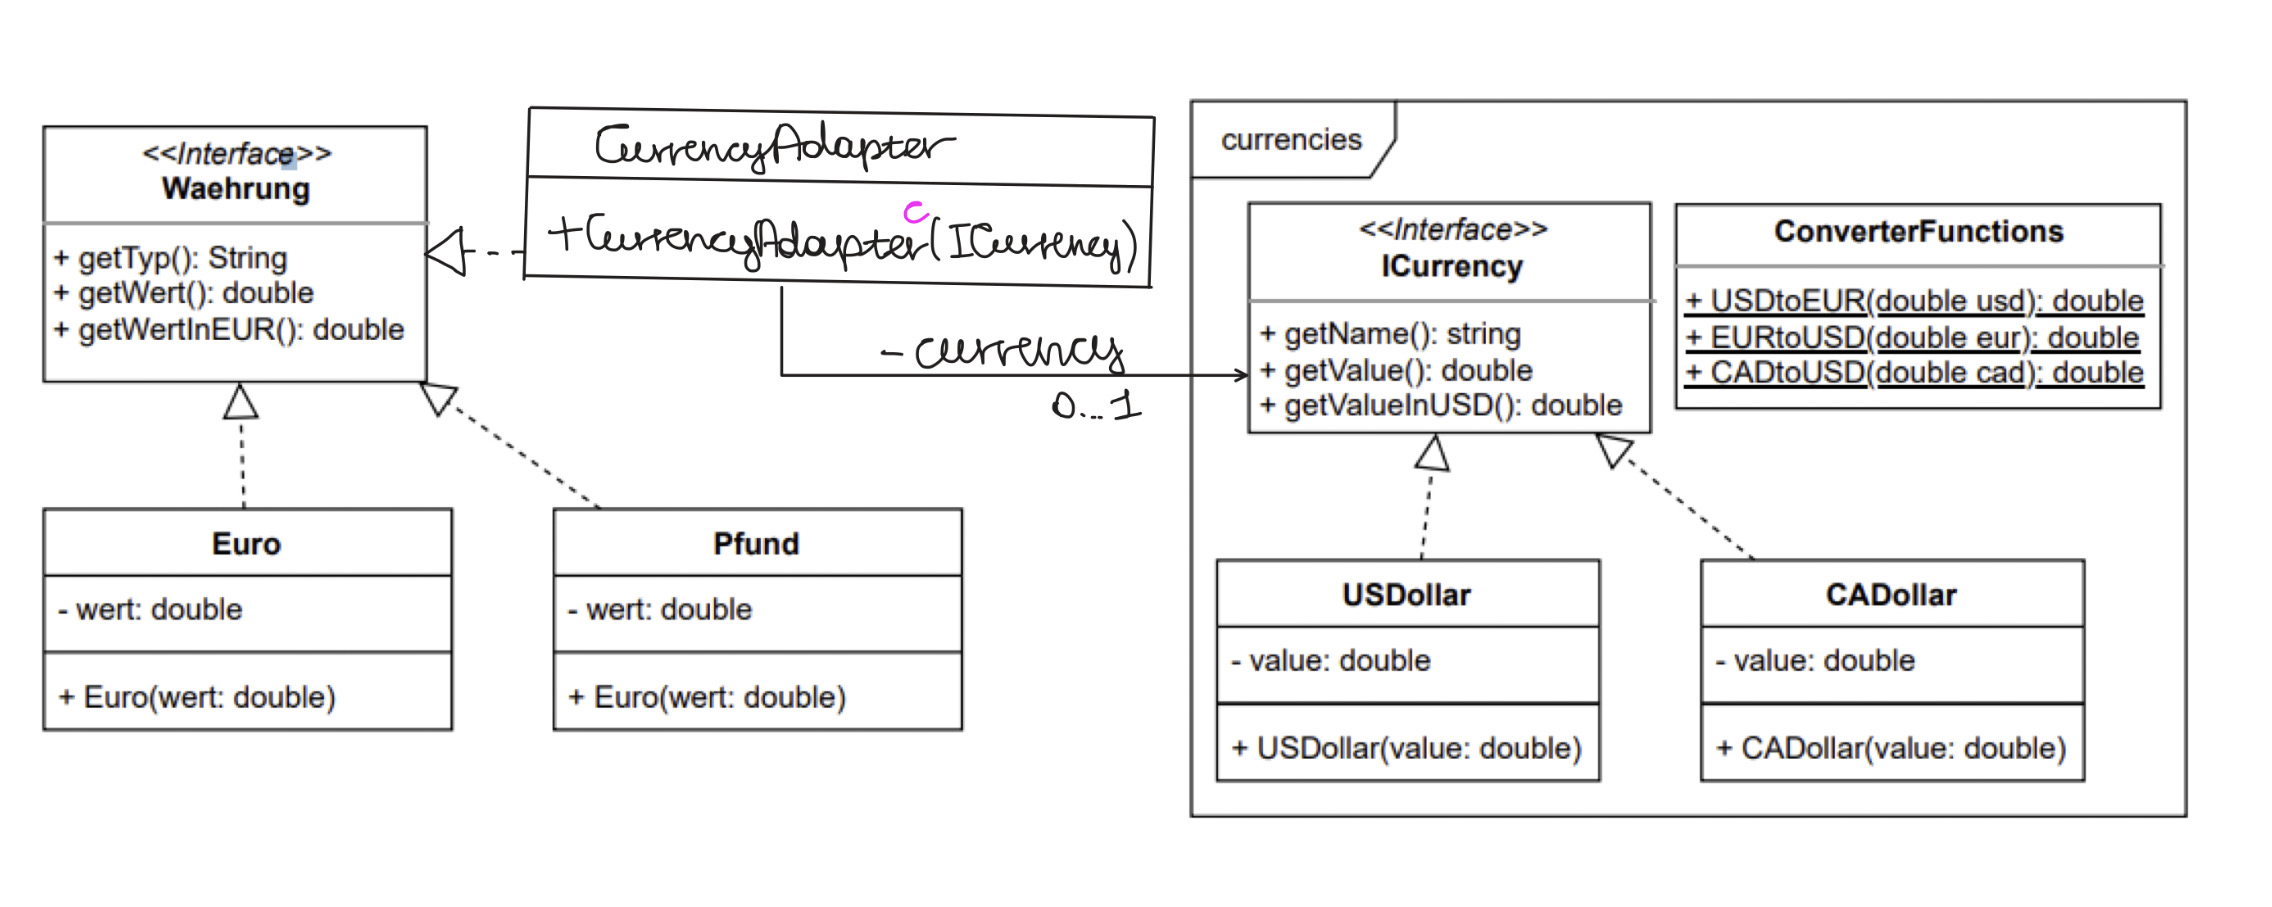 <<Interface>>
Waehrung
+ getTyp(): String
+ getWert(): double
+ getWertInEUR(): double
CurrencyAdapter
c
+CurrencyAdapter(ICurrency)
- currency
0...1
currencies
<<Interface>>
ICurrency
+ getName(): string
+ getValue(): double
+ getValueInUSD(): double
ConverterFunctions
+ USDtoEUR(double usd): double
+ EURtoUSD(double eur): double
+ CADtoUSD(double cad): double
Euro
- wert: double
+ Euro(wert: double)
Pfund
- wert: double
+ Euro(wert: double)
USDollar
- value: double
+ USDollar(value: double)
CADollar
- value: double
+ CADollar(value: double)